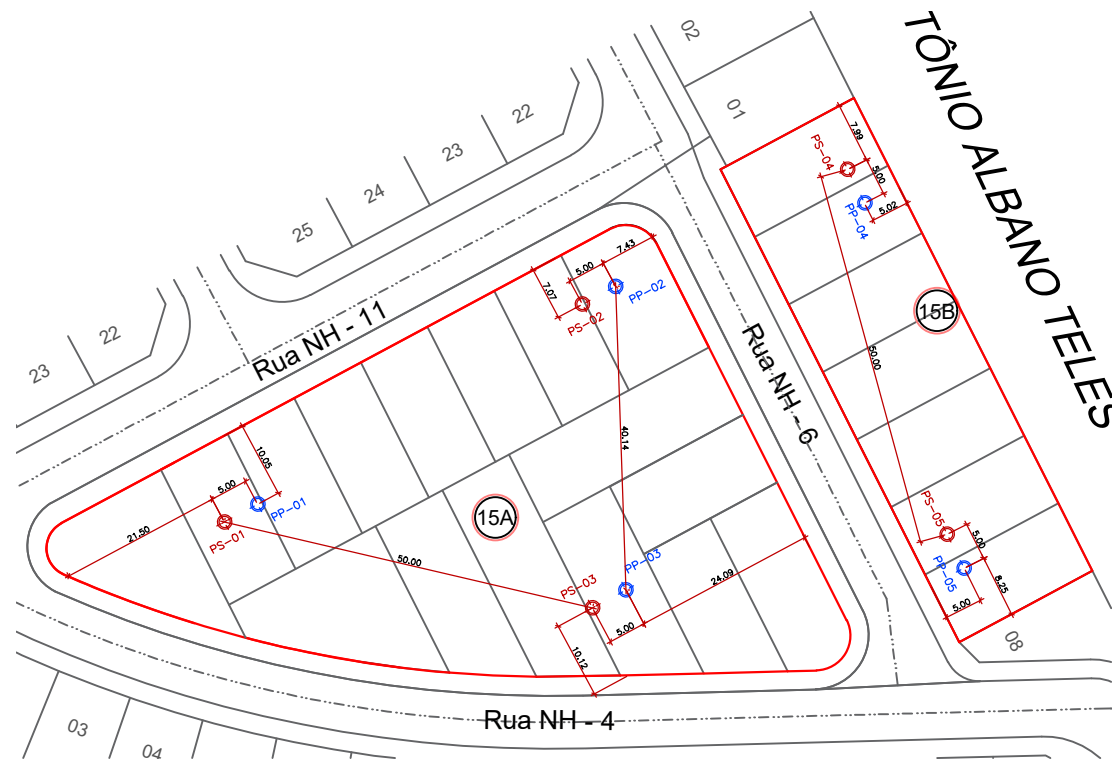 02
01
TÔNIO ALBANO TELES
22
23
24
25
22
23
Rua NH - 11
Rua NH - 6
Rua NH - 4
15A
15B
PS-04
7.99
5.00
PP-04
5.02
50.00
PS-05
5.00
PP-05
8.25
5.00
08
7.43
5.00
7.07
PS-02
PP-02
40.14
10.05
5.00
PP-01
21.50
PS-01
50.00
PS-03
PP-03
24.09
5.00
10.12
03
04